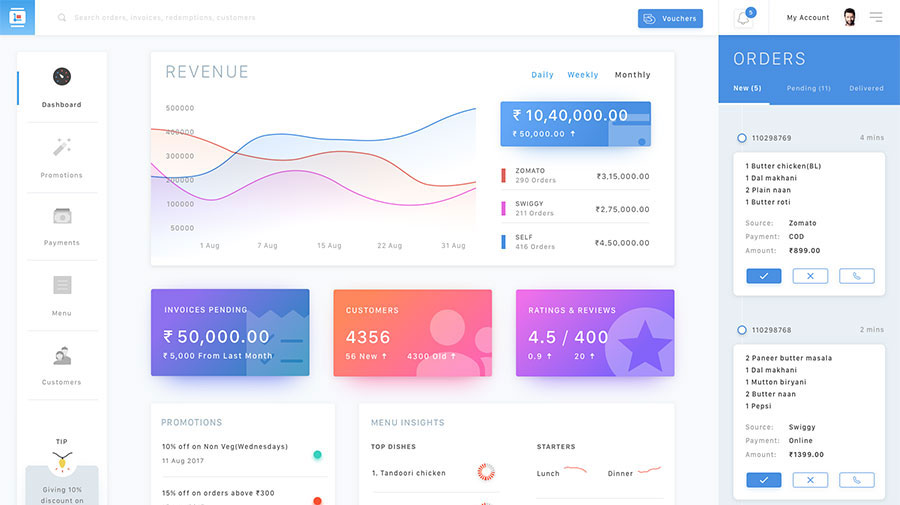 Search orders, invoices, redemptions, customers
Vouchers
5
My Account
Dashboard
Promotions
Payments
Menu
Customers
TIP
Giving 10%
discount on
REVENUE
Daily Weekly Monthly
500000
400000
300000
200000
100000
50000
1 Aug 7 Aug 15 Aug 22 Aug 31 Aug
₹ 10,40,000.00
₹ 50,000.00 ↑
ZOMATO
290 Orders
₹3,15,000.00
SWIGGY
211 Orders
₹2,75,000.00
SELF
416 Orders
₹4,50,000.00
INVOICES PENDING
₹ 50,000.00
₹ 5,000 From Last Month
CUSTOMERS
4356
56 New ↑ 4300 Old ↑
RATINGS & REVIEWS
4.5 / 400
0.9 ↑ 20 ↑
PROMOTIONS
10% off on Non Veg(Wednesdays)
11 Aug 2017
15% off on orders above ₹300
MENU INSIGHTS
TOP DISHES
1. Tandoori chicken
STARTERS
Lunch Dinner
ORDERS
New (5) Pending (11) Delivered
110298769 4 mins
1 Butter chicken(BL)
1 Dal makhani
2 Plain naan
1 Butter roti
Source: Zomato
Payment: COD
Amount: ₹899.00
110298768 2 mins
2 Paneer butter masala
1 Dal makhani
1 Mutton biryani
2 Butter naan
1 Pepsi
Source: Swiggy
Payment: Online
Amount: ₹1399.00